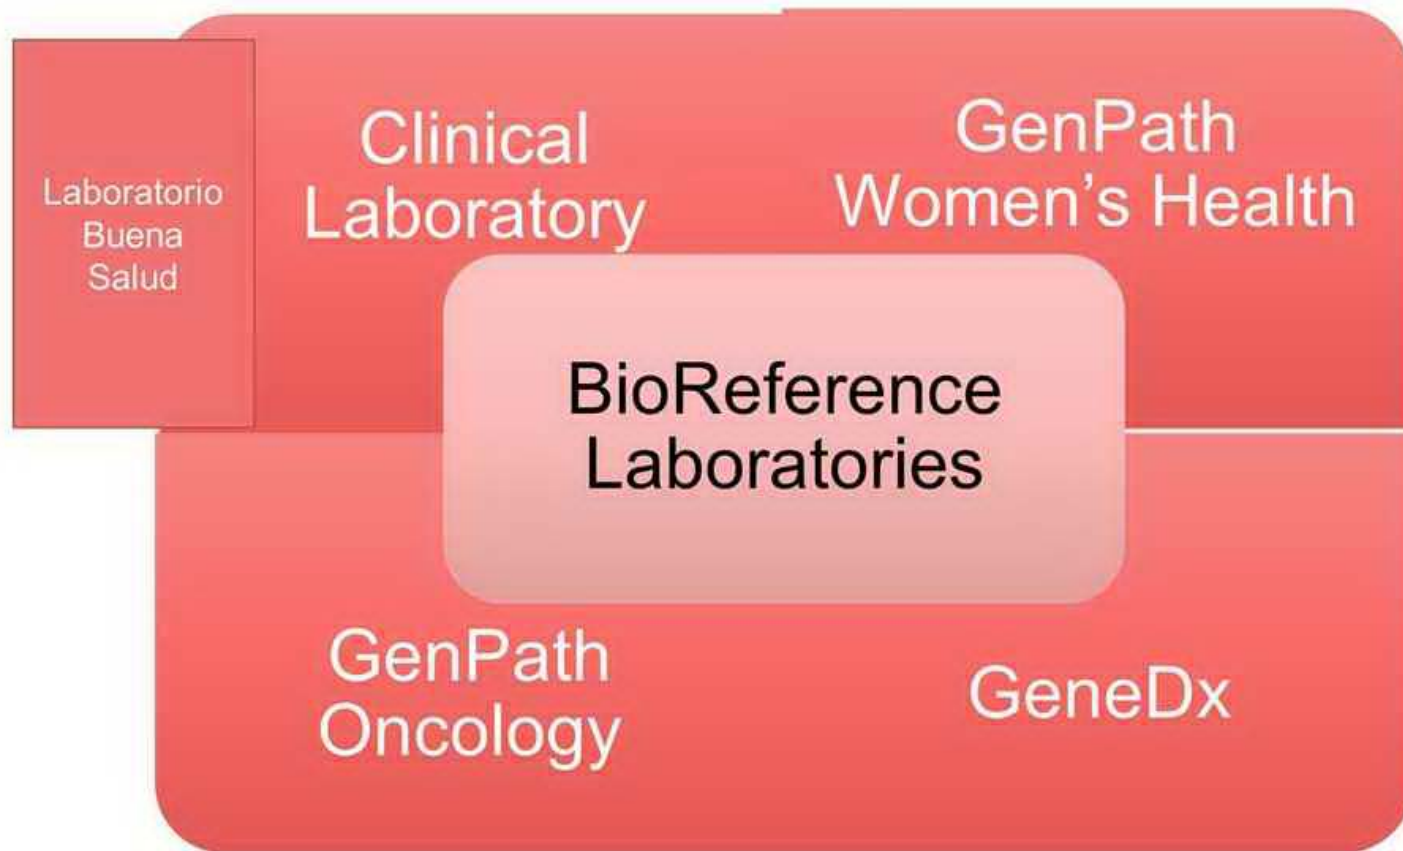 Laboratorio
Buena
Salud
Clinical
Laboratory
GenPath
Women’s Health
BioReference
Laboratories
GenPath
Oncology
GeneDx